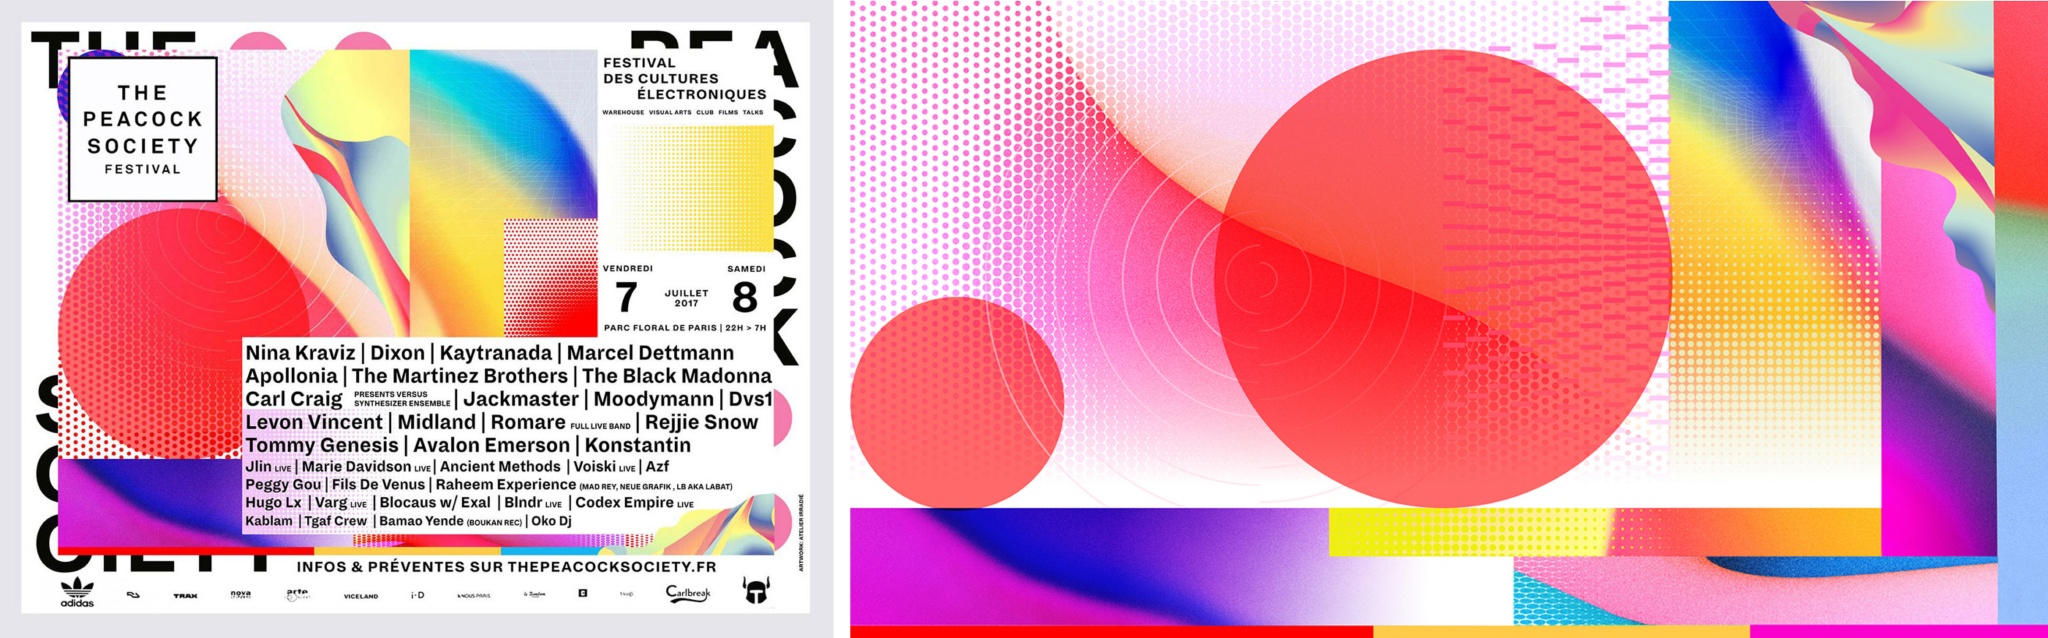 THE
PEACOCK
SOCIETY
FESTIVAL
FESTIVAL
DES CULTURES
ÉLECTRONIQUES
WAREHOUSE VISUAL ARTS CLUB FILMS TALKS
VENDREDI SAMEDI
7 JUILLET 2017 8
PARC FLORAL DE PARIS | 22H > 7H
Nina Kraviz | Dixon | Kaytranada | Marcel Dettmann
Apollonia | The Martinez Brothers | The Black Madonna
Carl Craig PRESENTS VERSUS SYNTHESIZER ENSEMBLE | Jackmaster | Moodymann | Dvs1
Levon Vincent | Midland | Romare FULL LIVE BAND | Rejjie Snow
Tommy Genesis | Avalon Emerson | Konstantin
Jlin LIVE | Marie Davidson LIVE | Ancient Methods | Voiski LIVE | Azf
Peggy Gou | Fils De Venus | Raheem Experience (MAD REY, NEUE GRAFIK, LB AKA LABAT)
Hugo Lx | Varg LIVE | Blocaus w/ Exal | Blndr LIVE | Codex Empire LIVE
Kablam | Tgaf Crew | Bamao Yende (BOUKAN REC) | Oko Dj
ARTWORK: ATELIER IRRADIÉ
INFOS & PRÉVENTES SUR THEPEACOCKSOCIETY.FR
adidas TRAX nova arte VICELAND i-D Carlbreak